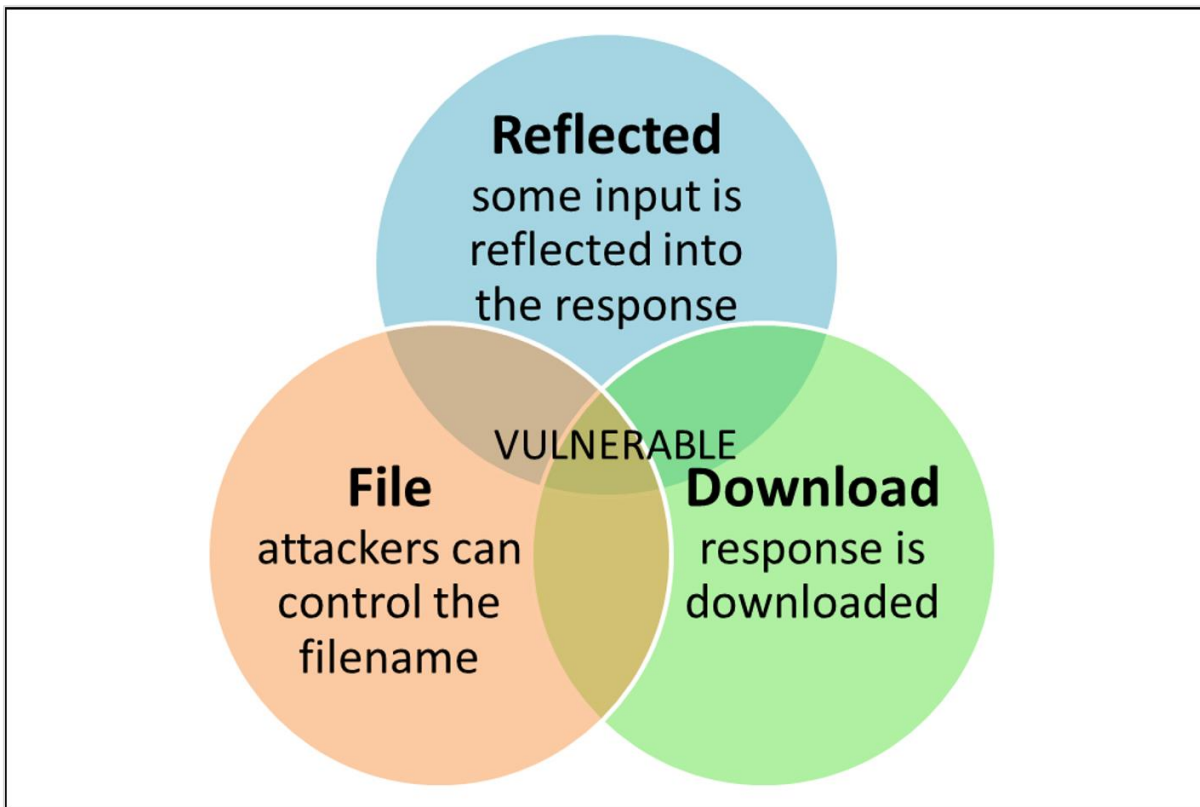 Reflected
some input is
reflected into
the response
VULNERABLE
File
attackers can
control the
filename
Download
response is
downloaded